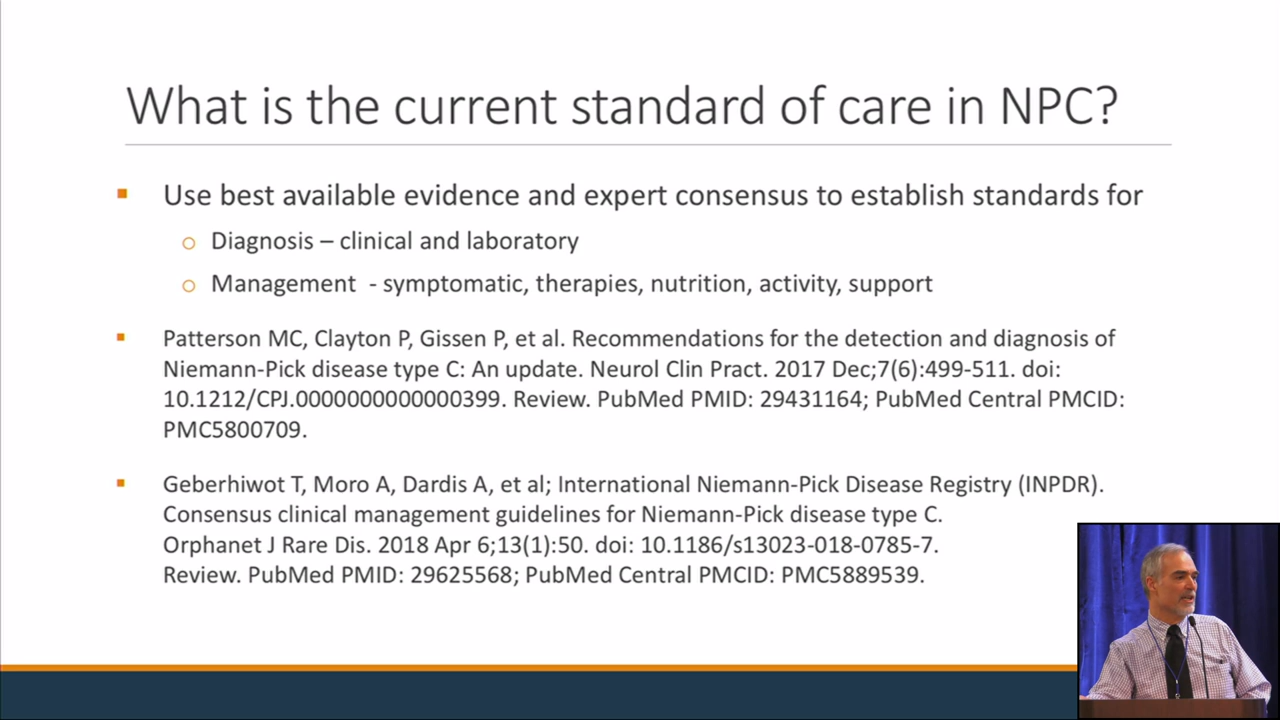 What is the current standard of care in NPC?
▪ Use best available evidence and expert consensus to establish standards for
o Diagnosis – clinical and laboratory
o Management - symptomatic, therapies, nutrition, activity, support
▪ Patterson MC, Clayton P, Gissen P, et al. Recommendations for the detection and diagnosis of
Niemann-Pick disease type C: An update. Neurol Clin Pract. 2017 Dec;7(6):499-511. doi:
10.1212/CPJ.0000000000000399. Review. PubMed PMID: 29431164; PubMed Central PMCID:
PMC5800709.
▪ Geberhiwot T, Moro A, Dardis A, et al; International Niemann-Pick Disease Registry (INPDR).
Consensus clinical management guidelines for Niemann-Pick disease type C.
Orphanet J Rare Dis. 2018 Apr 6;13(1):50. doi: 10.1186/s13023-018-0785-7.
Review. PubMed PMID: 29625568; PubMed Central PMCID: PMC5889539.